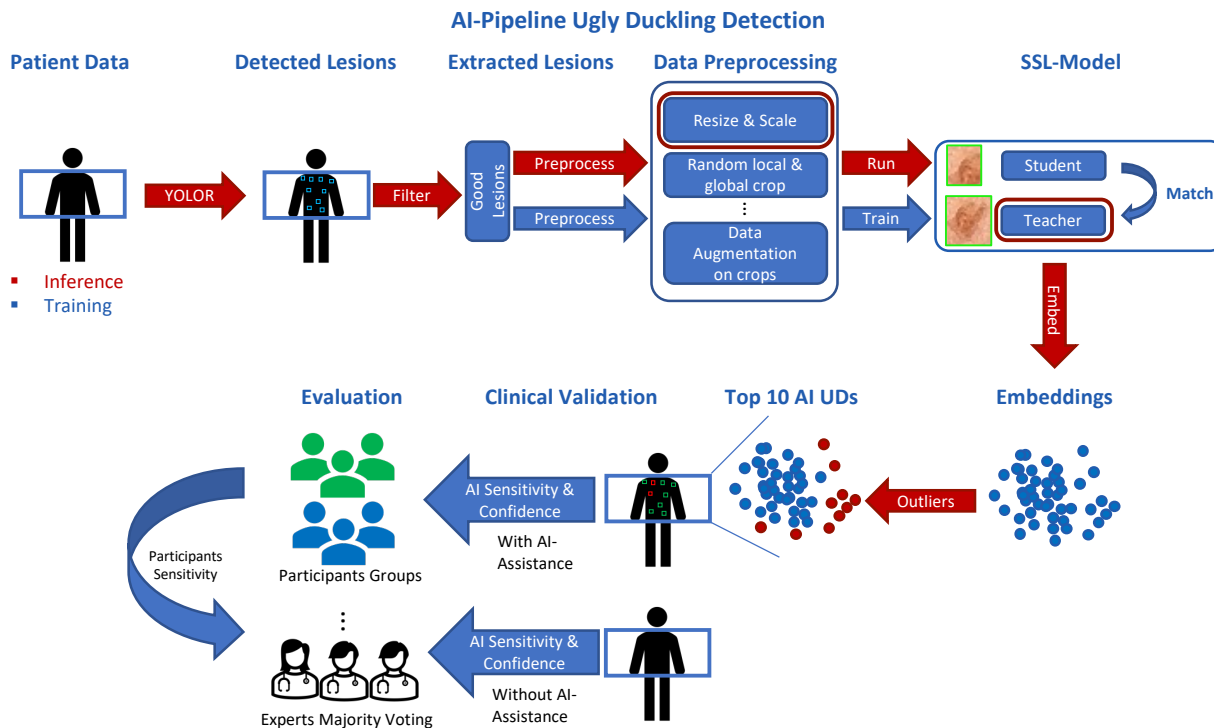 AI-Pipeline Ugly Duckling Detection
Patient Data
Detected Lesions
Extracted Lesions
Data Preprocessing
SSL-Model
YOLOR
Filter
Good
Lesions
Preprocess
Preprocess
Resize & Scale
Random local &
global crop
...
Data
Augmentation
on crops
Run
Train
Student
Teacher
Match
Inference
Training
Embed
Evaluation
Clinical Validation
Top 10 AI UDs
Embeddings
AI Sensitivity &
Confidence
With AI-
Assistance
Outliers
Participants
Sensitivity
Participants Groups
...
AI Sensitivity &
Confidence
Without AI-
Assistance
Experts Majority Voting